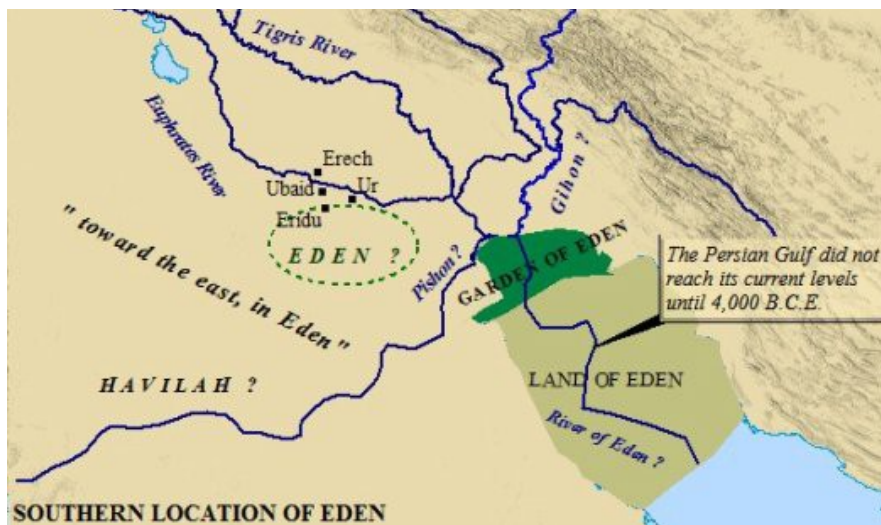 Tigris River
Euphrates River
Erech
Ubaid
Ur
Eridu
EDEN ?
Gihon ?
Pishon ?
GARDEN OF EDEN
"toward the east, in Eden"
The Persian Gulf did not
reach its current levels
until 4,000 B.C.E.
HAVILAH ?
LAND OF EDEN
River of Eden ?
SOUTHERN LOCATION OF EDEN